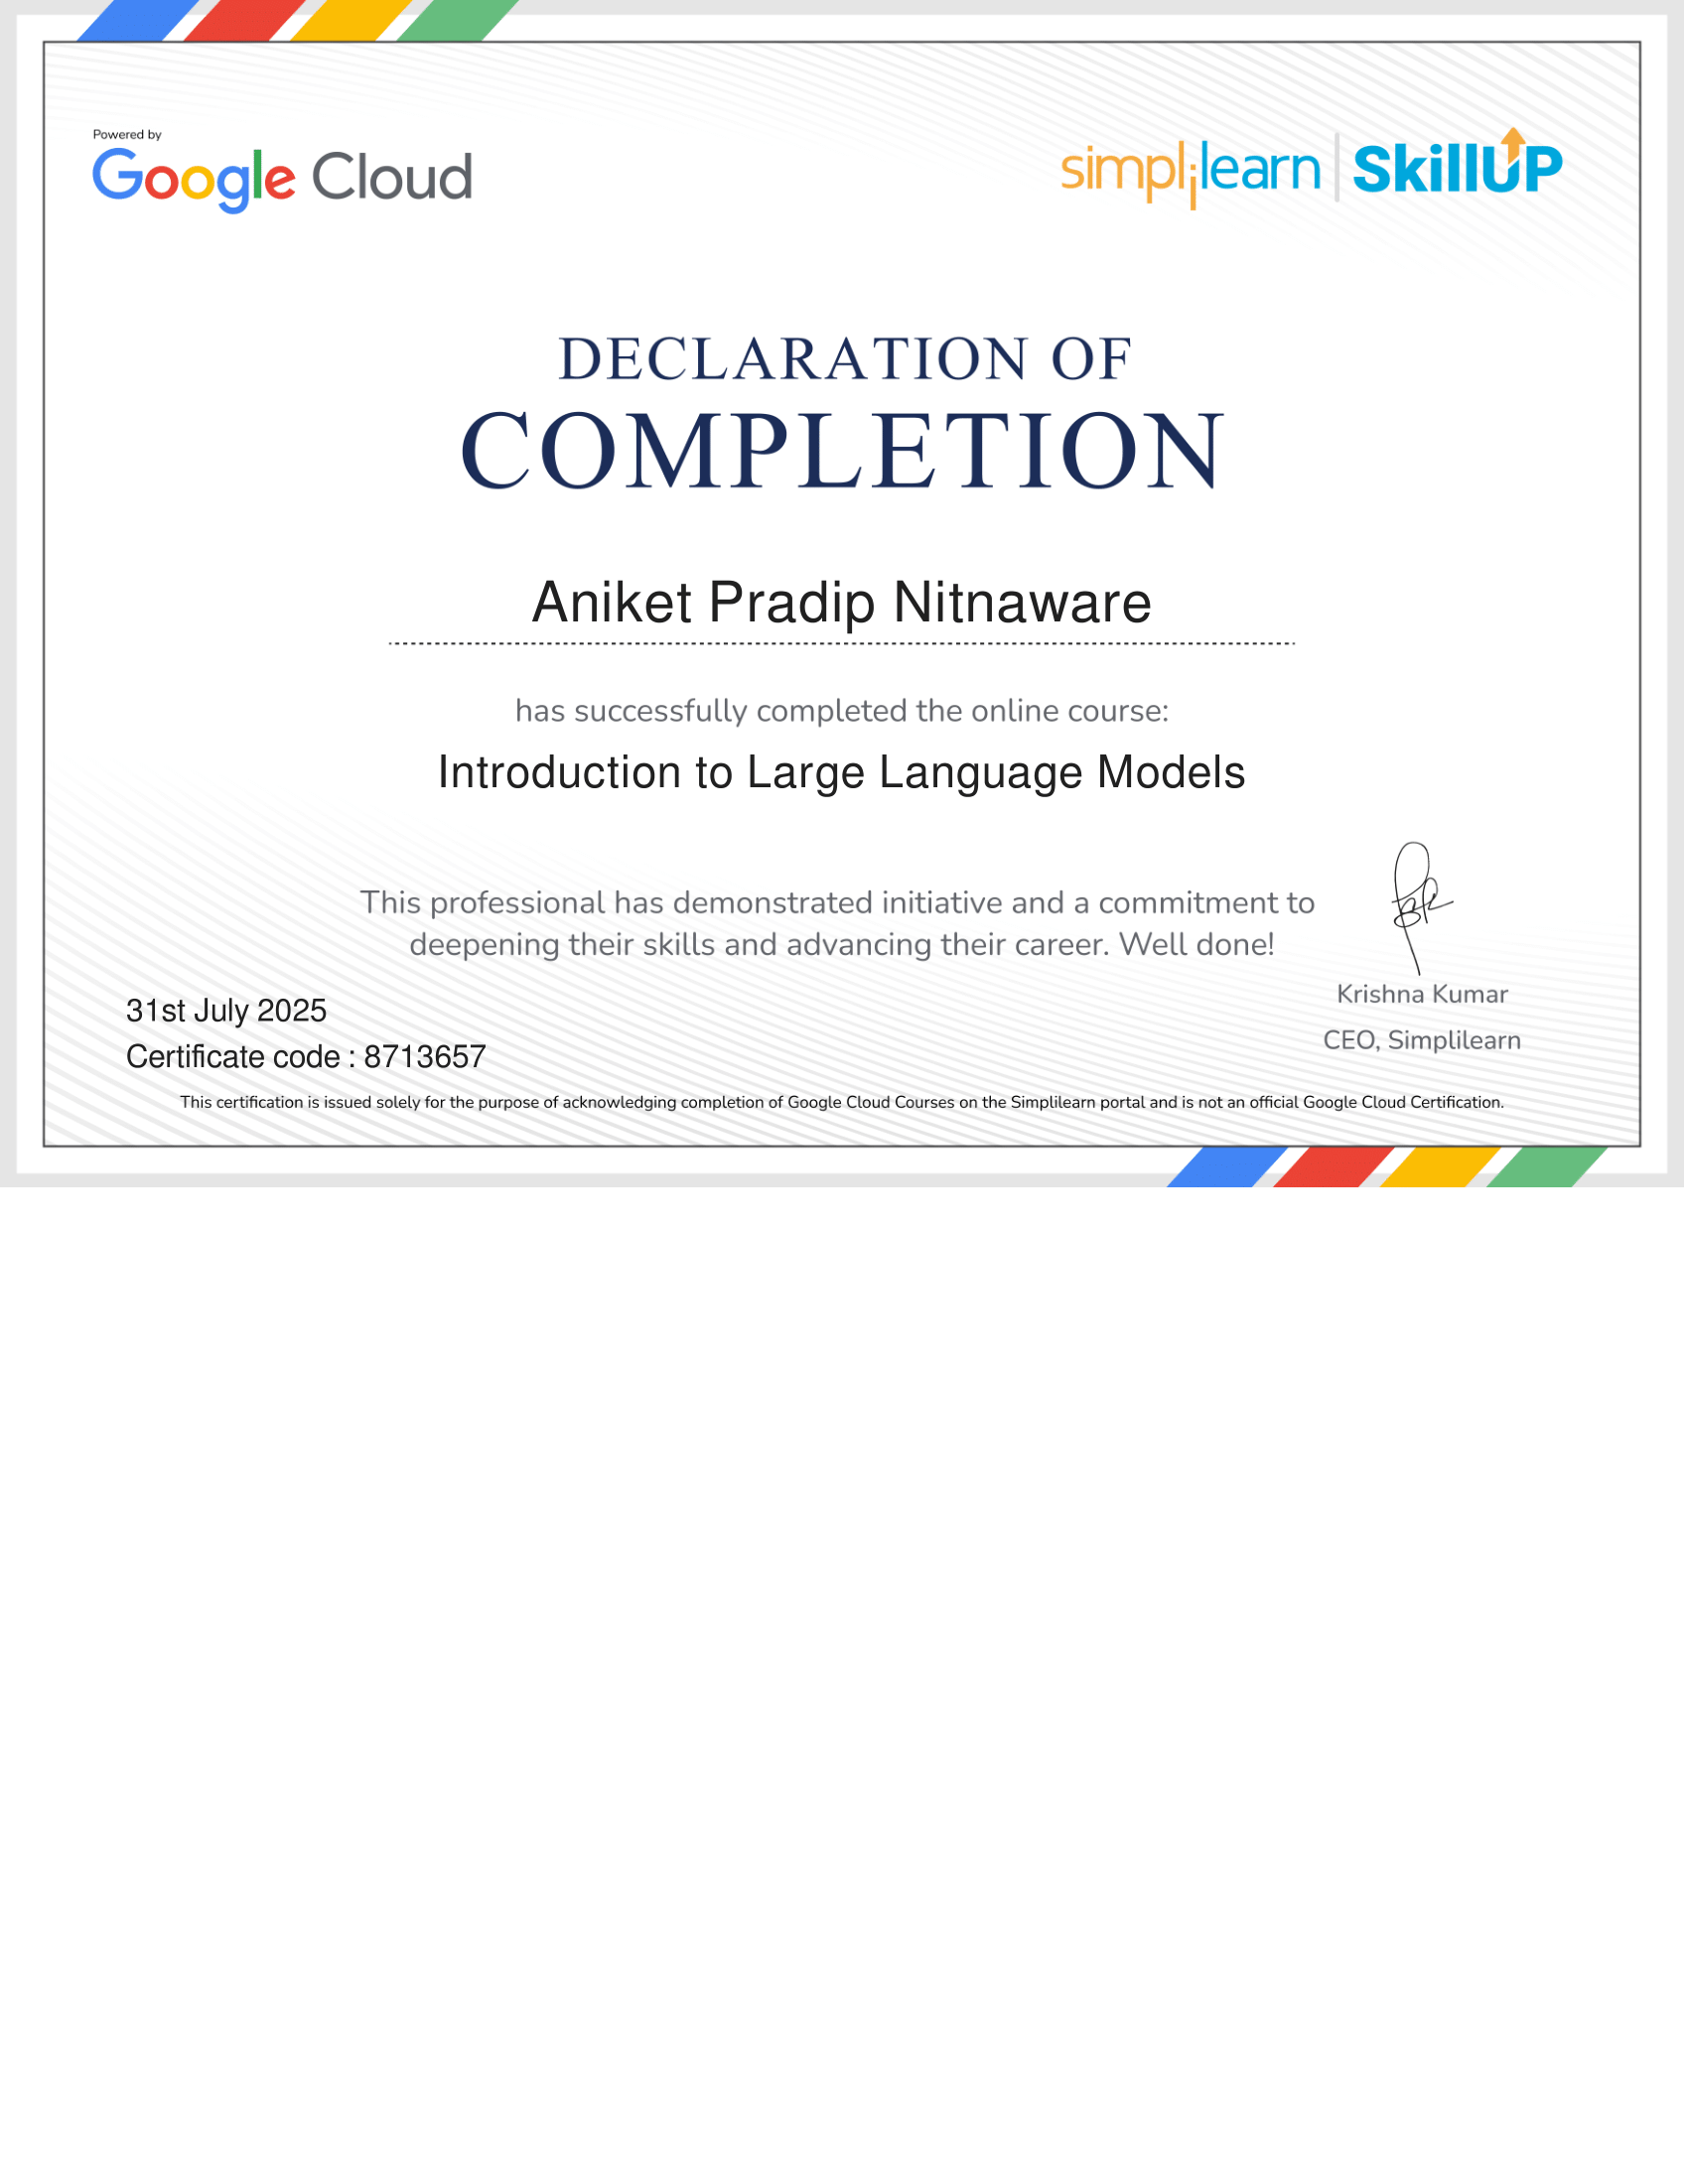 Powered by
Google Cloud
simplilearn SkillUP
DECLARATION OF
COMPLETION
Aniket Pradip Nitnaware
has successfully completed the online course:
Introduction to Large Language Models
This professional has demonstrated initiative and a commitment to
deepening their skills and advancing their career. Well done!
31st July 2025
Certificate code : 8713657
Krishna Kumar
CEO, Simplilearn
This certification is issued solely for the purpose of acknowledging completion of Google Cloud Courses on the Simplilearn portal and is not an official Google Cloud Certification.